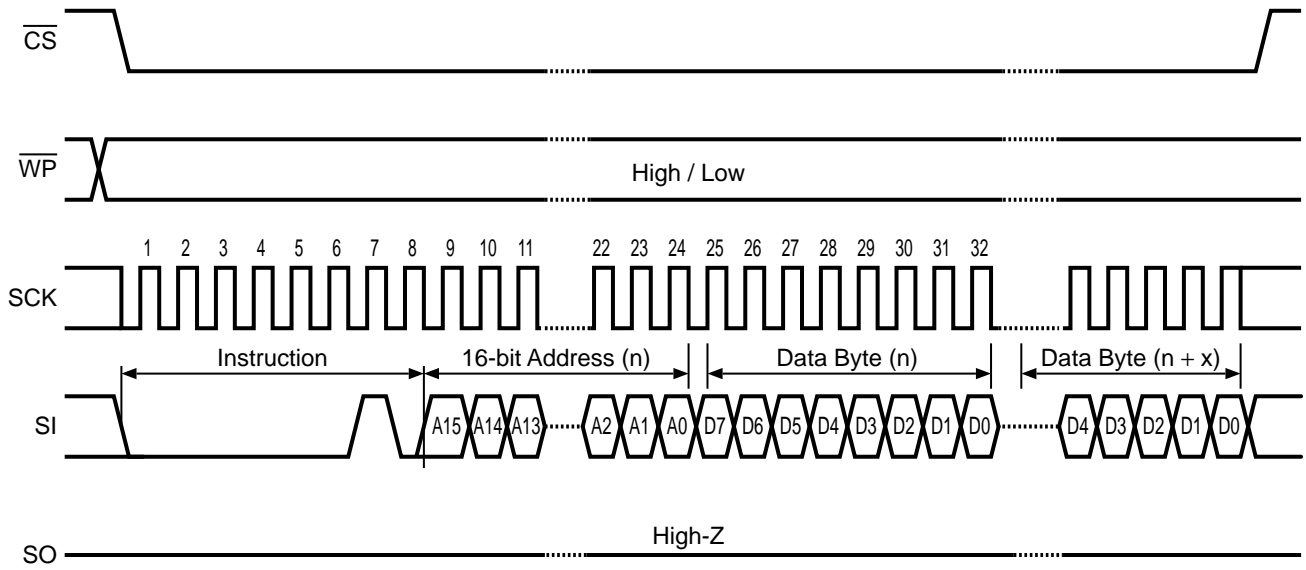 CS
WP
High / Low
1 2 3 4 5 6 7 8 9 10 11 22 23 24 25 26 27 28 29 30 31 32
SCK
Instruction 16-bit Address (n) Data Byte (n) Data Byte (n + x)
SI A15 A14 A13 A2 A1 A0 D7 D6 D5 D4 D3 D2 D1 D0 D4 D3 D2 D1 D0
High-Z
SO